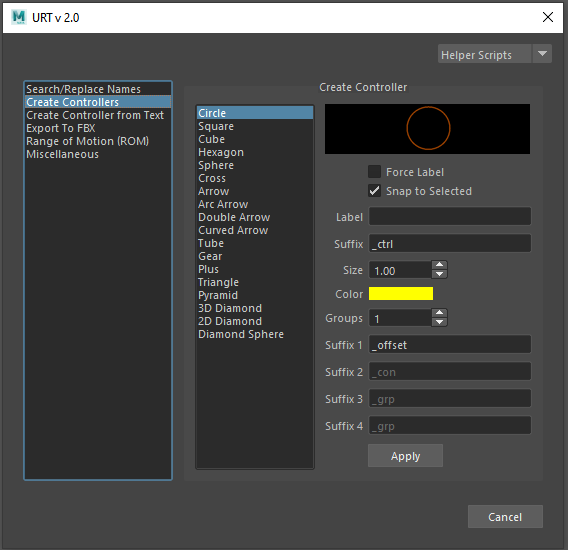 URT v 2.0
Helper Scripts
Search/Replace Names
Create Controllers
Create Controller from Text
Export To FBX
Range of Motion (ROM)
Miscellaneous
Create Controller
Circle
Square
Cube
Hexagon
Sphere
Cross
Arrow
Arc Arrow
Double Arrow
Curved Arrow
Tube
Gear
Plus
Triangle
Pyramid
3D Diamond
2D Diamond
Diamond Sphere
Force Label
Snap to Selected
Label
Suffix _ctrl
Size 1.00
Color
Groups 1
Suffix 1 _offset
Suffix 2 _con
Suffix 3 _grp
Suffix 4 _grp
Apply
Cancel